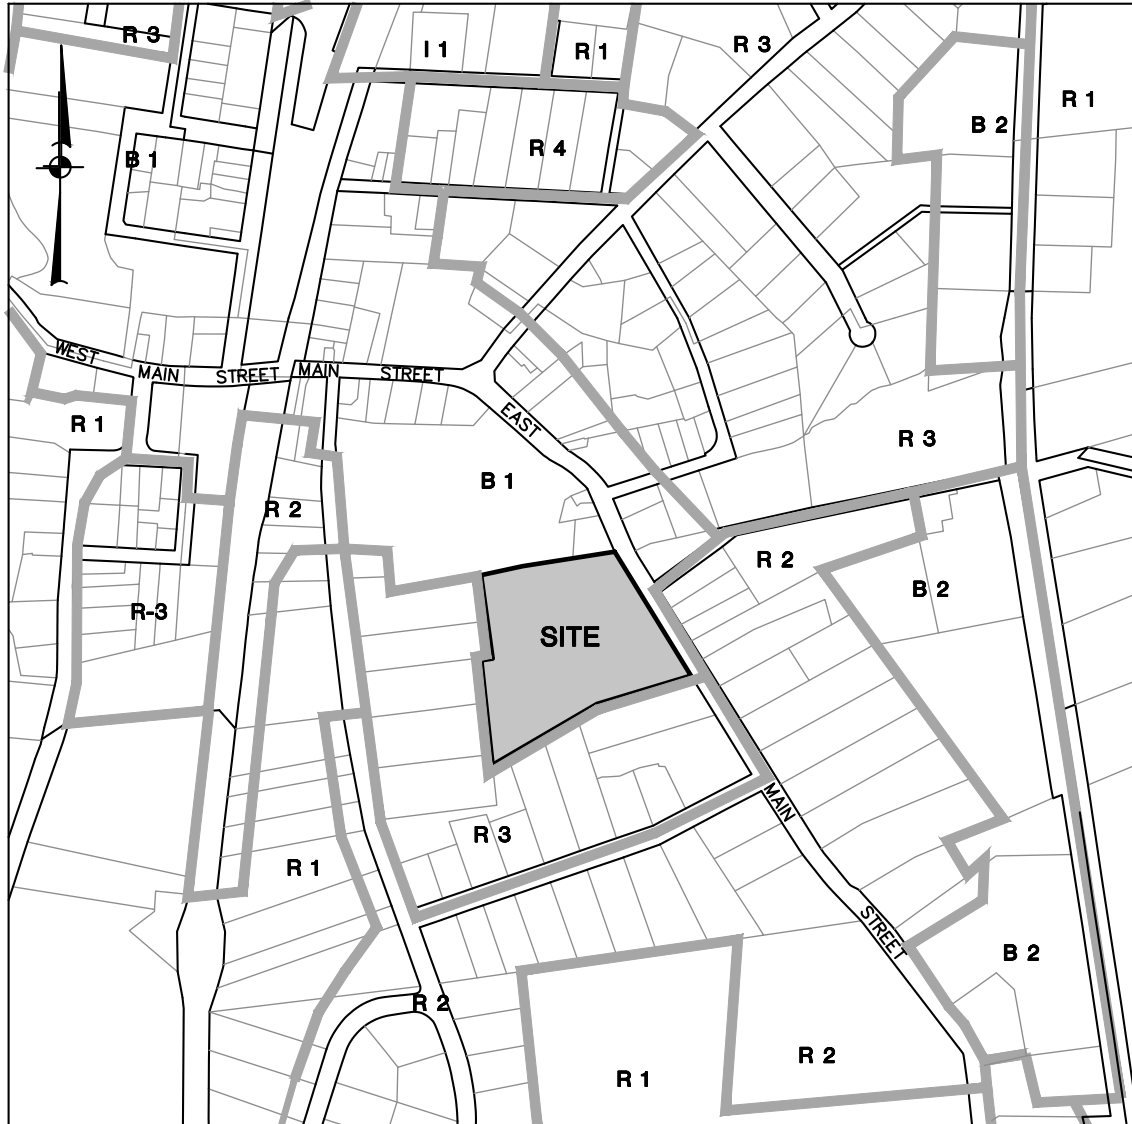 R 3
I 1
R 1
R 3
R 1
B 2
R 4
B 1
WEST
MAIN
STREET
MAIN
STREET
EAST
R 1
R 3
B 1
R 2
R 2
B 2
R-3
SITE
MAIN
R 3
R 1
STREET
B 2
R 2
R 2
R 1